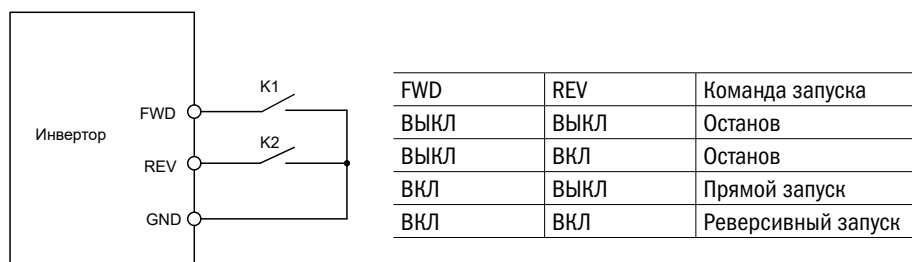 Инвертор
FWD
REV
GND
K1
K2
FWD REV Команда запуска
ВЫКЛ ВЫКЛ Останов
ВЫКЛ ВКЛ Останов
ВКЛ ВЫКЛ Прямой запуск
ВКЛ ВКЛ Реверсивный запуск